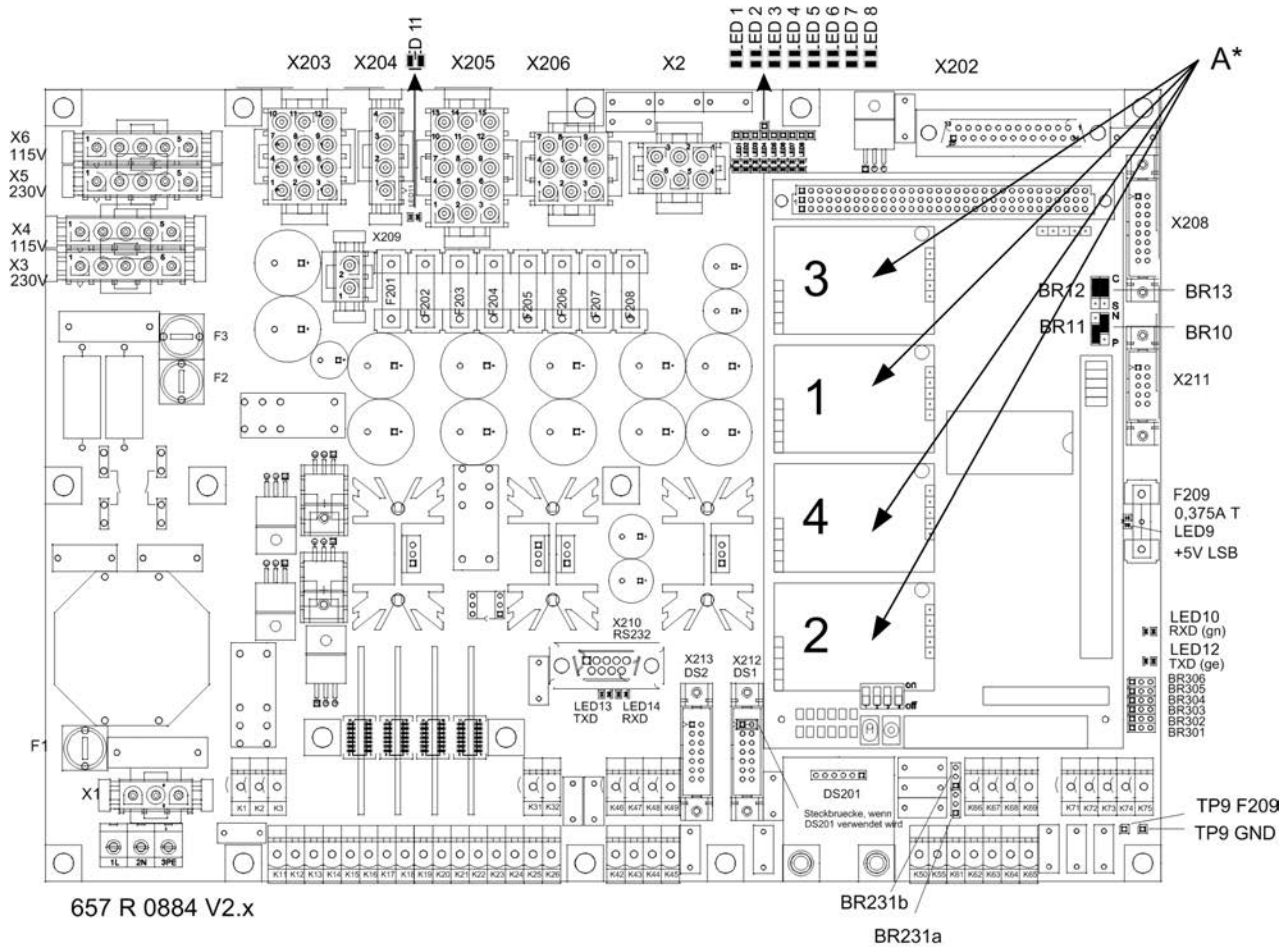 LED 1
LED 2
LED 3
LED 4
LED 5
LED 6
LED 7
LED 8
ED 11
X203
X204
X205
X206
X2
X202
A*
X6
115V
X5
230V
X4
115V
X3
230V
X209
X208
F201
F202
F203
F204
F205
F206
F207
F208
3
1
4
2
BR12
C
S
BR13
BR11
N
P
BR10
X211
F3
F2
F209
0,375A T
LED9
+5V LSB
LED10
RXD (gn)
LED12
TXD (ge)
BR306
BR305
BR304
BR303
BR302
BR301
X210
RS232
LED13
TXD
LED14
RXD
X213
DS2
X212
DS1
on
off
F1
X1
1L
2N
3PE
K1
K2
K3
K31
K32
K46
K47
K48
K49
DS201
Steckbruecke, wenn
DS201 verwendet wird
K66
K67
K68
K69
K71
K72
K73
K74
K75
TP9 F209
TP9 GND
K11
K12
K13
K14
K15
K16
K17
K18
K19
K20
K21
K22
K23
K24
K25
K26
K42
K43
K44
K45
K50
K55
K61
K62
K63
K64
K65
657 R 0884 V2.x
BR231b
BR231a